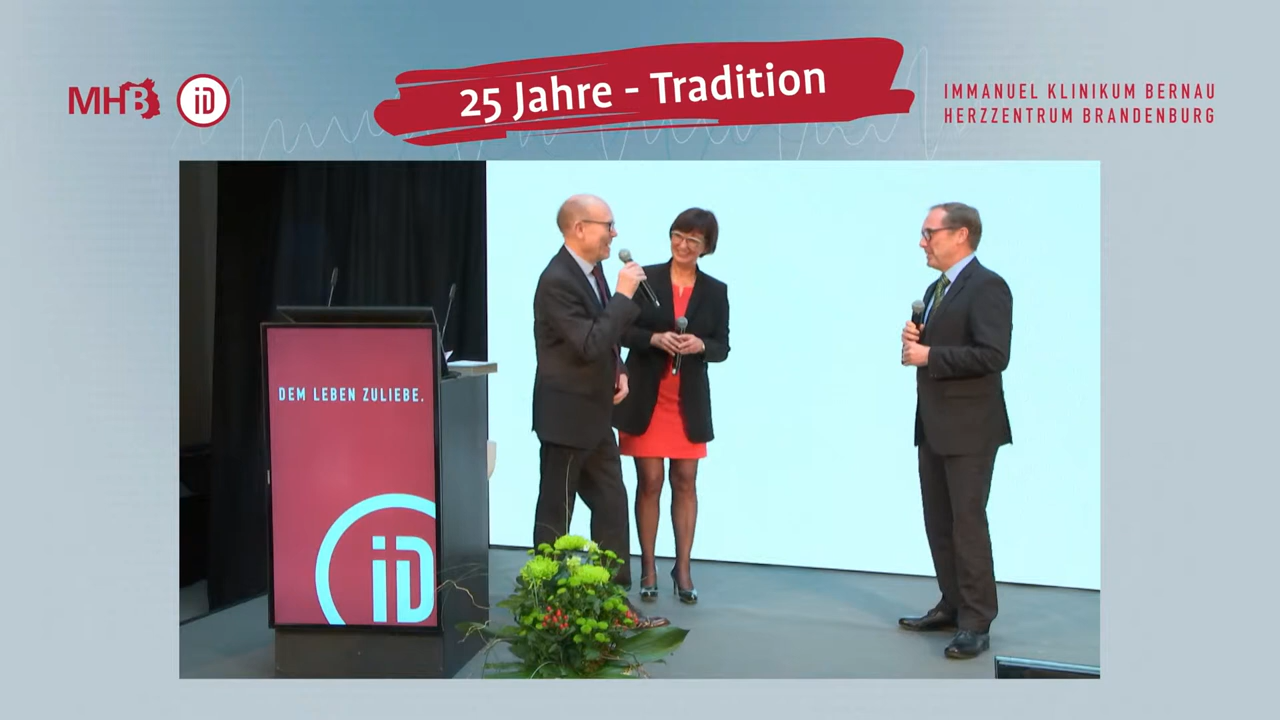 MHB
iD
25 Jahre - Tradition
IMMANUEL KLINIKUM BERNAU
HERZZENTRUM BRANDENBURG
DEM LEBEN ZULIEBE.
iD